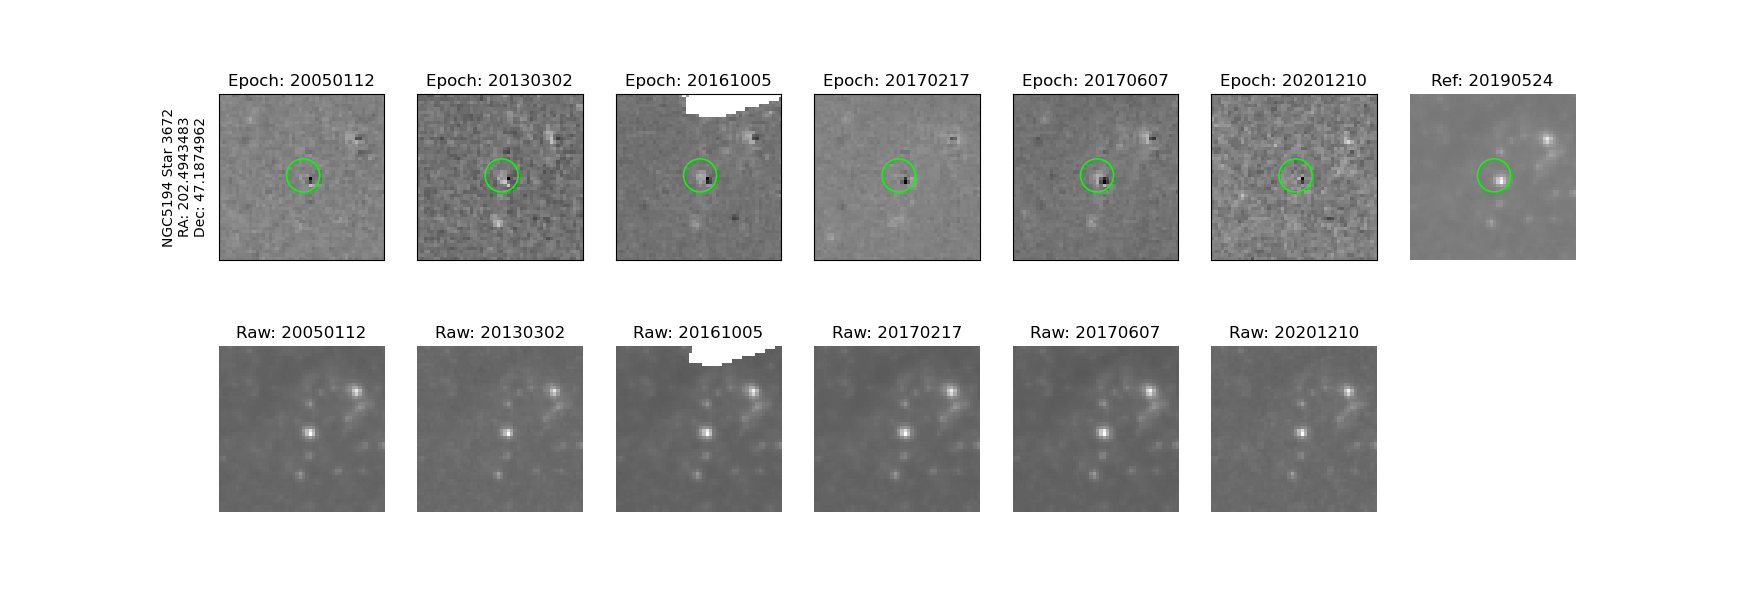 Epoch: 20050112
Epoch: 20130302
Epoch: 20161005
Epoch: 20170217
Epoch: 20170607
Epoch: 20201210
Ref: 20190524
NGC5194 Star 3672
RA: 202.4943483
Dec: 47.1874962
Raw: 20050112
Raw: 20130302
Raw: 20161005
Raw: 20170217
Raw: 20170607
Raw: 20201210